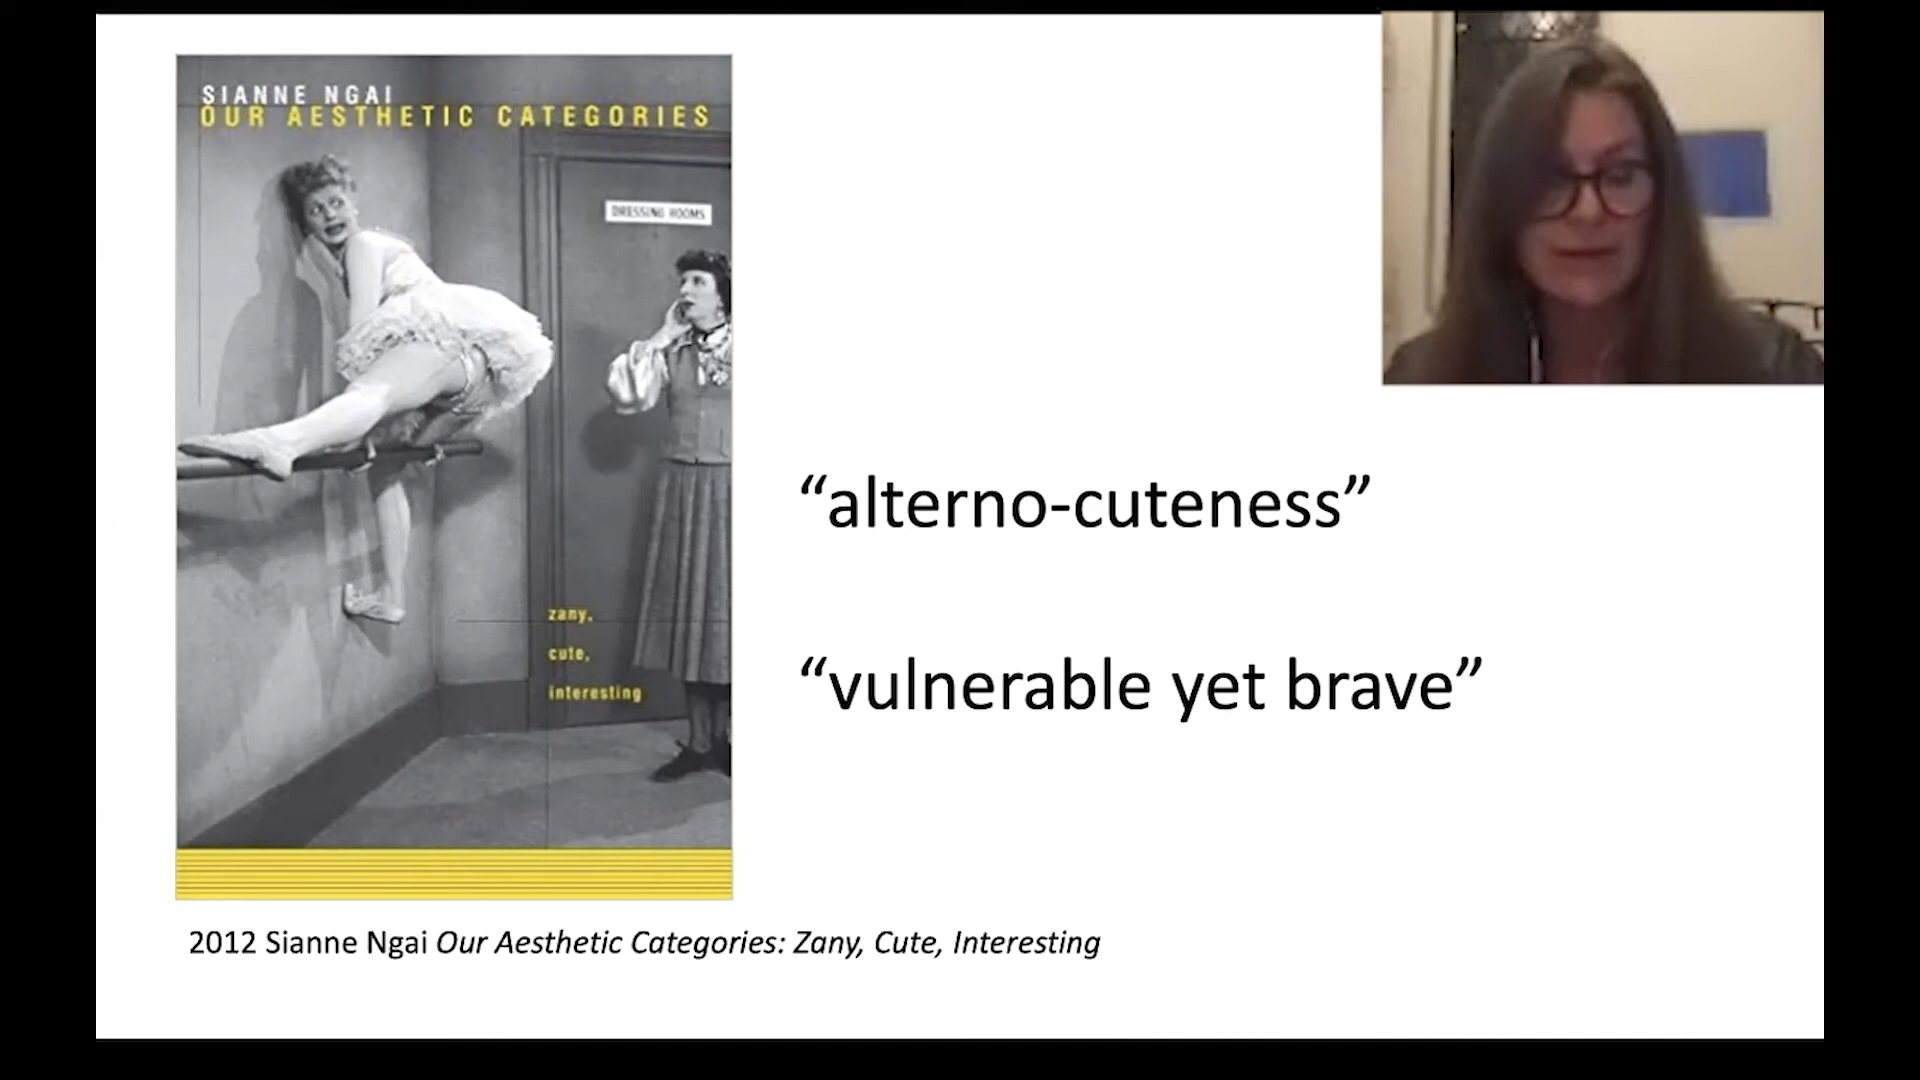 SIANNE NGAI
OUR AESTHETIC CATEGORIES
DRESSING ROOMS
zany,
cute,
interesting
“alterno-cuteness”
“vulnerable yet brave”
2012 Sianne Ngai Our Aesthetic Categories: Zany, Cute, Interesting